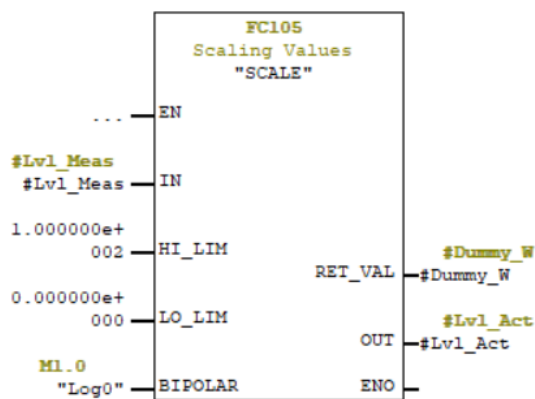 FC105
Scaling Values
"SCALE"
... EN
#Lvl_Meas
#Lvl_Meas IN
1.000000e+
002 HI_LIM
#Dummy_W
RET_VAL #Dummy_W
0.000000e+
000 LO_LIM
#Lvl_Act
OUT #Lvl_Act
M1.0
"Log0" BIPOLAR ENO